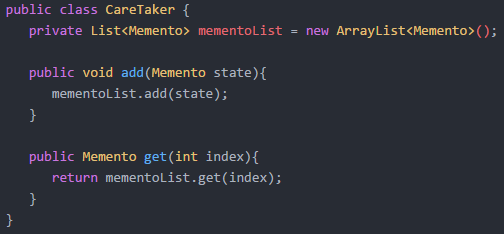 public class CareTaker {
   private List<Memento> mementoList = new ArrayList<Memento>();

   public void add(Memento state){
      mementoList.add(state);
   }

   public Memento get(int index){
      return mementoList.get(index);
   }
}